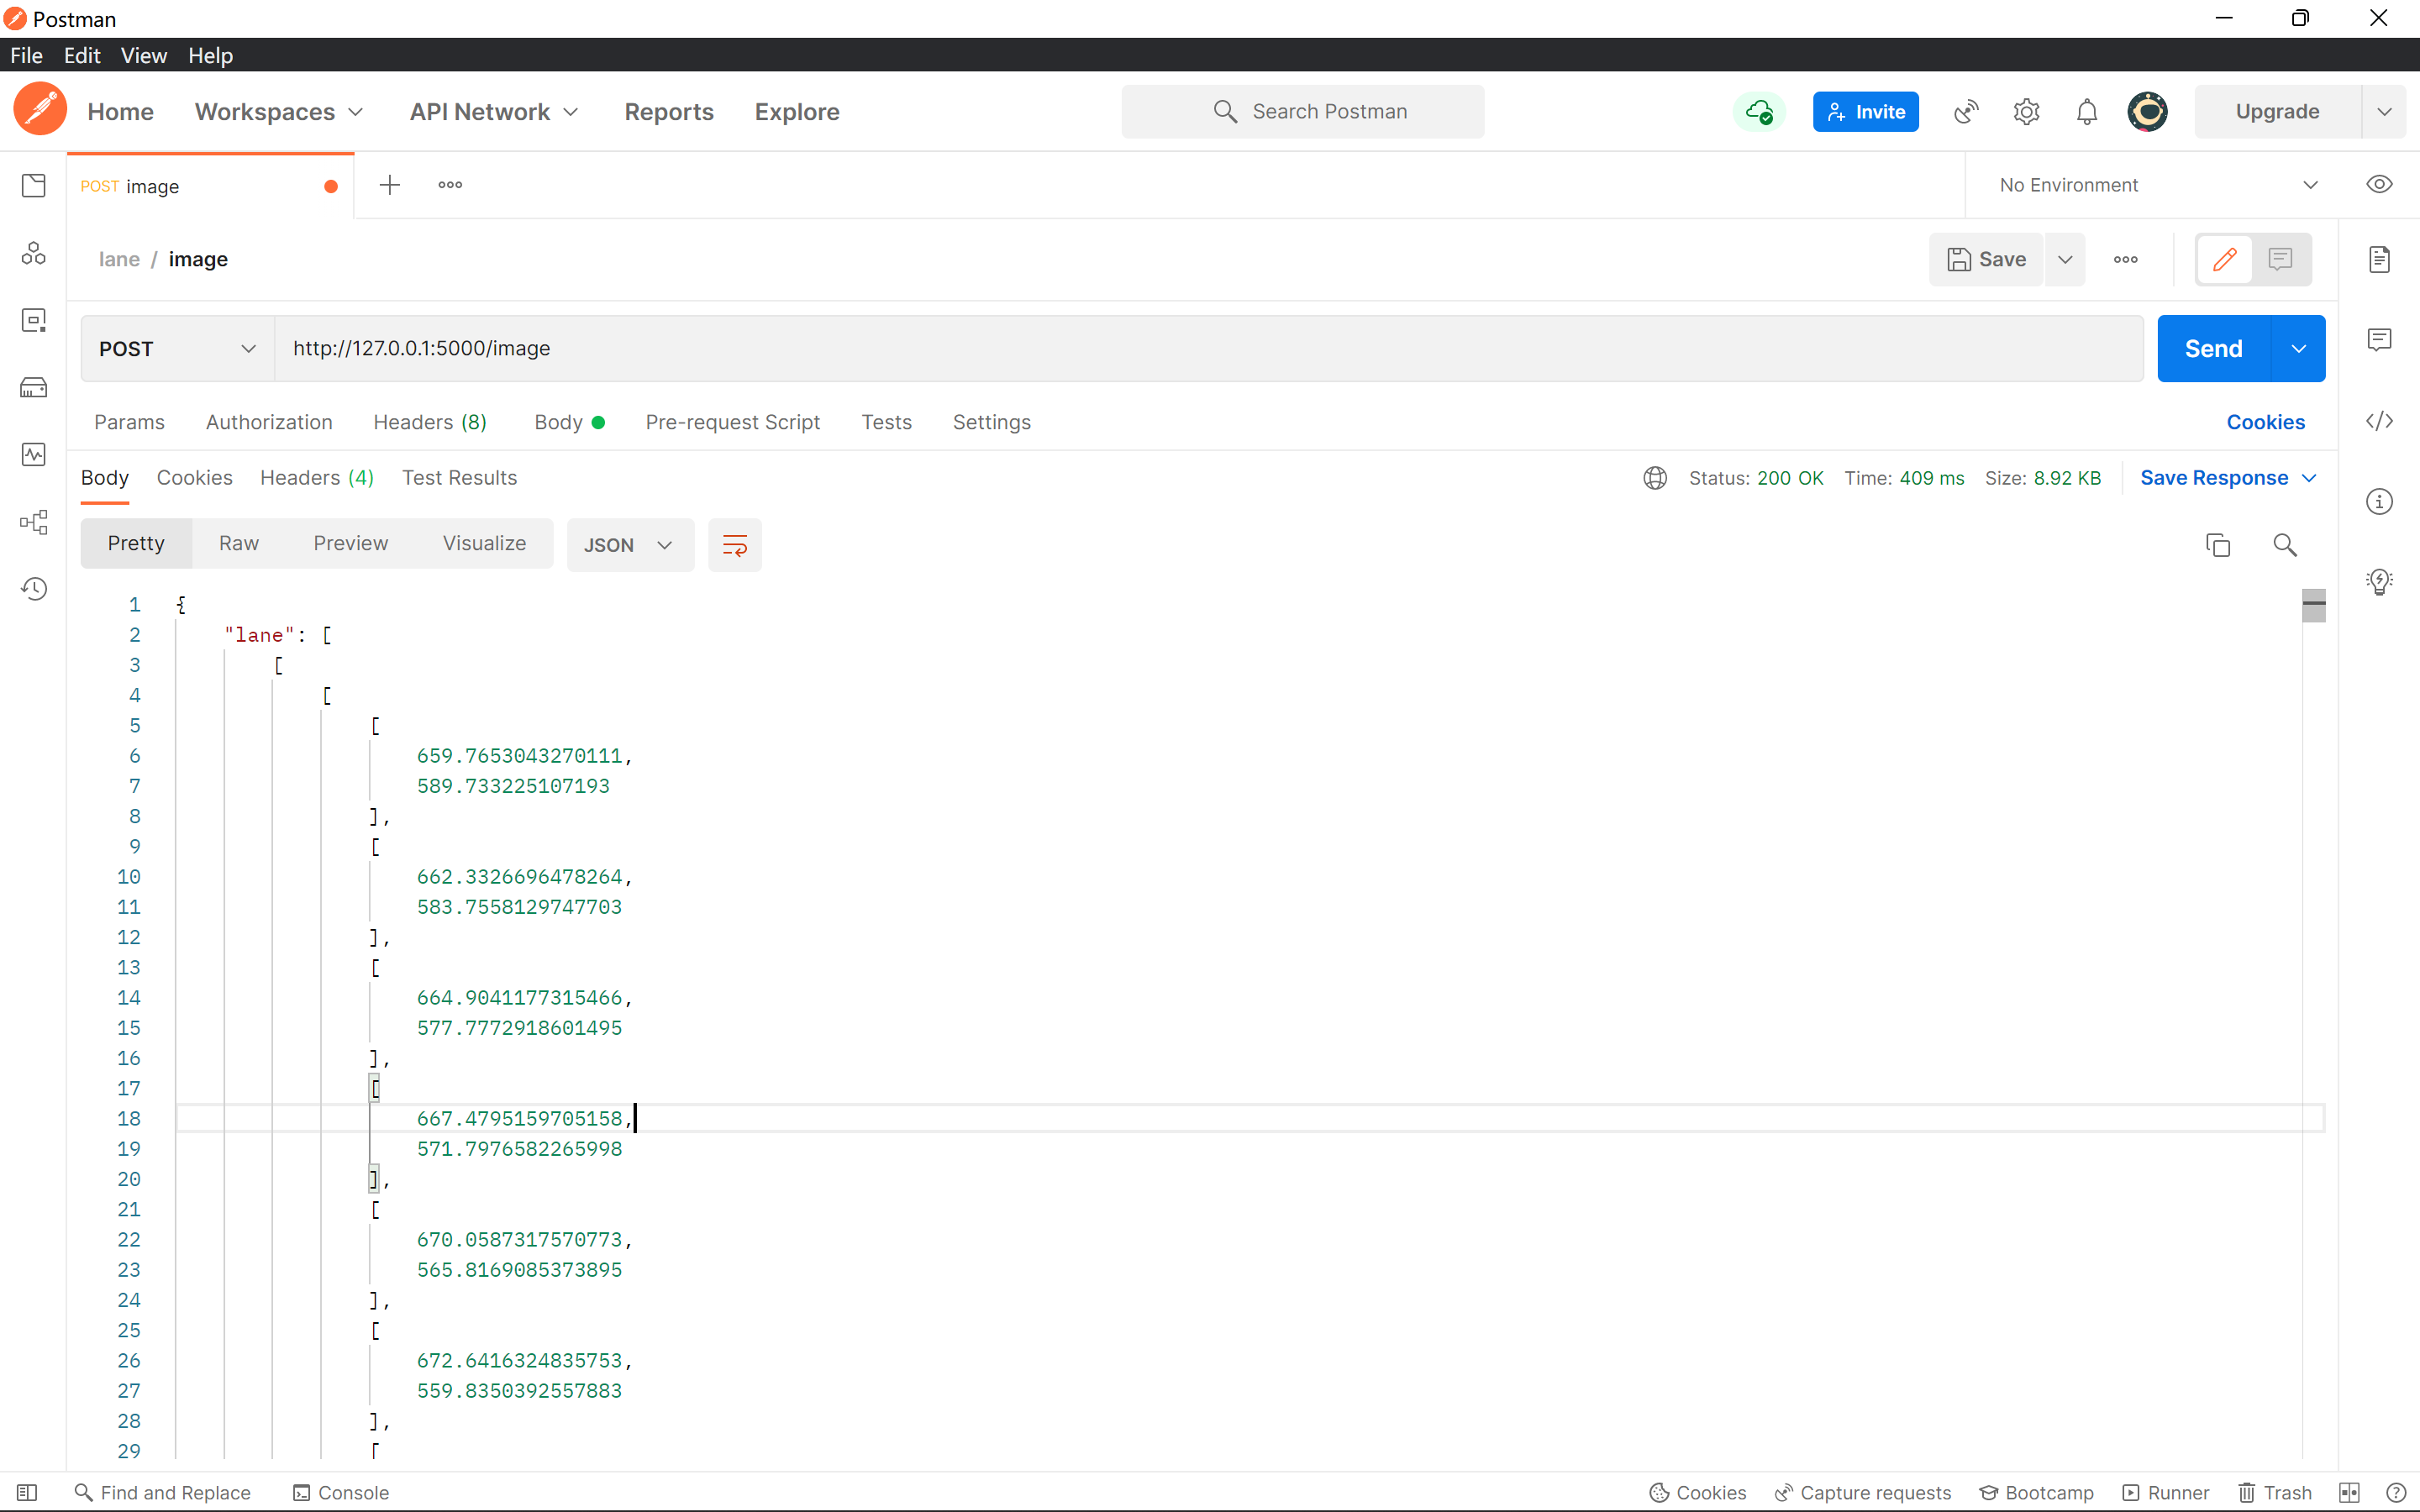 Postman
File Edit View Help
Home Workspaces API Network Reports Explore Search Postman Invite Upgrade
POST image No Environment
lane / image Save
POST http://127.0.0.1:5000/image Send
Params Authorization Headers (8) Body Pre-request Script Tests Settings Cookies
Body Cookies Headers (4) Test Results Status: 200 OK Time: 409 ms Size: 8.92 KB Save Response
Pretty Raw Preview Visualize JSON
1 {
2 "lane": [
3 [
4 [
5 [
6 659.7653043270111,
7 589.733225107193
8 ],
9 [
10 662.3326696478264,
11 583.7558129747703
12 ],
13 [
14 664.9041177315466,
15 577.7772918601495
16 ],
17 [
18 667.4795159705158,
19 571.7976582265998
20 ],
21 [
22 670.0587317570773,
23 565.8169085373895
24 ],
25 [
26 672.6416324835753,
27 559.8350392557883
28 ],
29 [
Find and Replace Console Cookies Capture requests Bootcamp Runner Trash